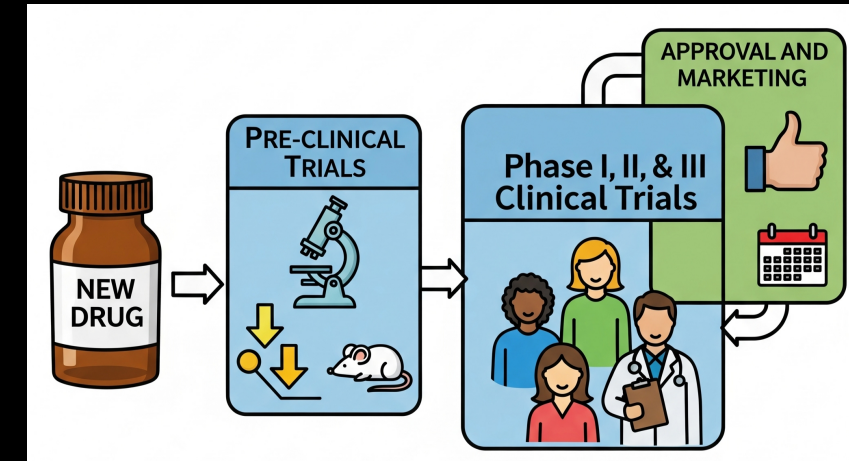 NEW
DRUG
PRE-CLINICAL
TRIALS
Phase I, II, & III
Clinical Trials
APPROVAL AND
MARKETING